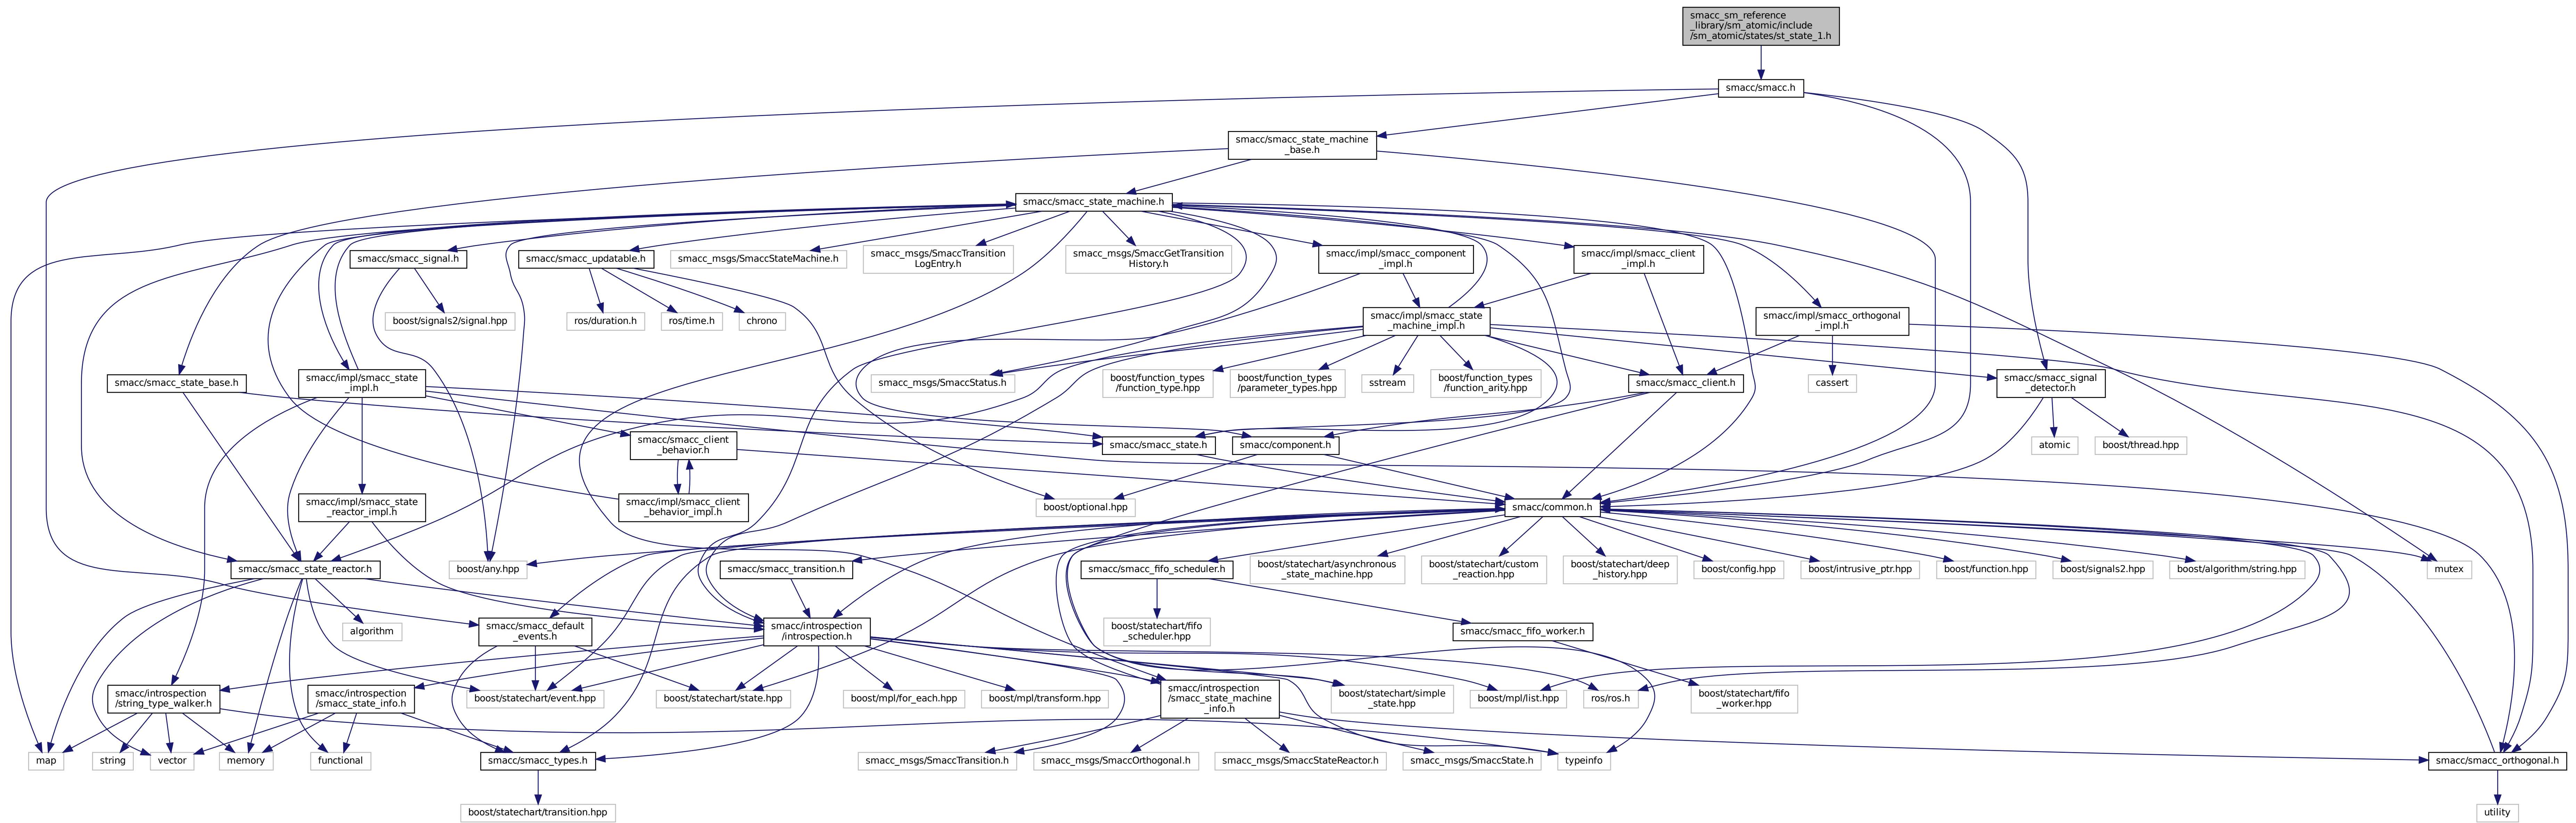 smacc_sm_reference
_library/sm_atomic/include
/sm_atomic/states/st_state_1.h
smacc/smacc.h
smacc/smacc_state_machine
_base.h
smacc/smacc_state_machine.h
smacc/smacc_signal.h
smacc/smacc_updatable.h
smacc_msgs/SmaccStateMachine.h
smacc_msgs/SmaccTransition
LogEntry.h
smacc_msgs/SmaccGetTransition
History.h
smacc/impl/smacc_component
_impl.h
smacc/impl/smacc_client
_impl.h
boost/signals2/signal.hpp
ros/duration.h
ros/time.h
chrono
smacc/impl/smacc_state
_machine_impl.h
smacc/impl/smacc_orthogonal
_impl.h
smacc/smacc_state_base.h
smacc/impl/smacc_state
_impl.h
smacc_msgs/SmaccStatus.h
boost/function_types
/function_type.hpp
boost/function_types
/parameter_types.hpp
sstream
boost/function_types
/function_arity.hpp
smacc/smacc_client.h
cassert
smacc/smacc_signal
_detector.h
smacc/smacc_client
_behavior.h
smacc/smacc_state.h
smacc/component.h
atomic
boost/thread.hpp
smacc/impl/smacc_state
_reactor_impl.h
smacc/impl/smacc_client
_behavior_impl.h
boost/optional.hpp
smacc/common.h
smacc/smacc_state_reactor.h
boost/any.hpp
smacc/smacc_transition.h
smacc/smacc_fifo_scheduler.h
boost/statechart/asynchronous
_state_machine.hpp
boost/statechart/custom
_reaction.hpp
boost/statechart/deep
_history.hpp
boost/config.hpp
boost/intrusive_ptr.hpp
boost/function.hpp
boost/signals2.hpp
boost/algorithm/string.hpp
mutex
algorithm
smacc/smacc_default
_events.h
smacc/introspection
/introspection.h
boost/statechart/fifo
_scheduler.hpp
smacc/smacc_fifo_worker.h
smacc/introspection
/string_type_walker.h
smacc/introspection
/smacc_state_info.h
boost/statechart/event.hpp
boost/statechart/state.hpp
boost/mpl/for_each.hpp
boost/mpl/transform.hpp
smacc/introspection
/smacc_state_machine
_info.h
boost/statechart/simple
_state.hpp
boost/mpl/list.hpp
ros/ros.h
boost/statechart/fifo
_worker.hpp
map
string
vector
memory
functional
smacc/smacc_types.h
smacc_msgs/SmaccTransition.h
smacc_msgs/SmaccOrthogonal.h
smacc_msgs/SmaccStateReactor.h
smacc_msgs/SmaccState.h
typeinfo
smacc/smacc_orthogonal.h
boost/statechart/transition.hpp
utility